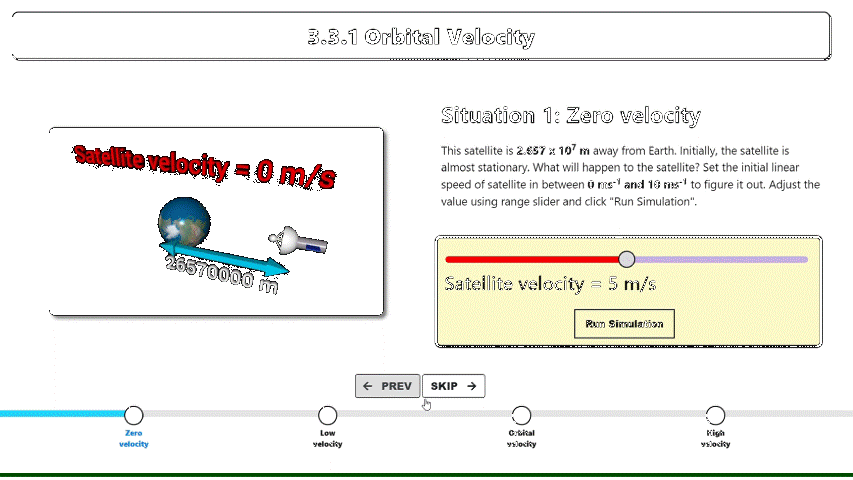 3.3.1 Orbital Velocity
Situation 1: Zero velocity
This satellite is 2.657 x 10⁷ m away from Earth. Initially, the satellite is
almost stationary. What will happen to the satellite? Set the initial linear
speed of satellite in between 0 ms⁻¹ and 10 ms⁻¹ to figure it out. Adjust the
value using range slider and click "Run Simulation".
Satellite velocity = 0 m/s
26570000 m
Satellite velocity = 5 m/s
Run Simulation
← PREV
SKIP →
Zero
velocity
Low
velocity
Orbital
velocity
High
velocity